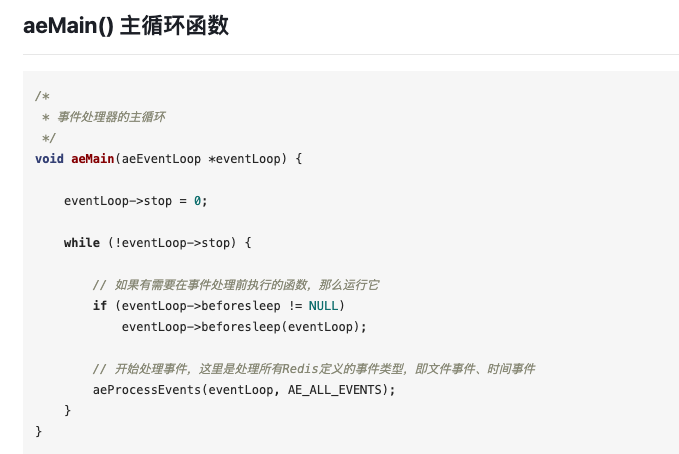 aeMain() 主循环函数
/*
 * 事件处理器的主循环
 */
void aeMain(aeEventLoop *eventLoop) {
    eventLoop->stop = 0;
    while (!eventLoop->stop) {
        // 如果有需要在事件处理前执行的函数，那么运行它
        if (eventLoop->beforesleep != NULL)
            eventLoop->beforesleep(eventLoop);
        // 开始处理事件，这里是处理所有Redis定义的事件类型，即文件事件、时间事件
        aeProcessEvents(eventLoop, AE_ALL_EVENTS);
    }
}